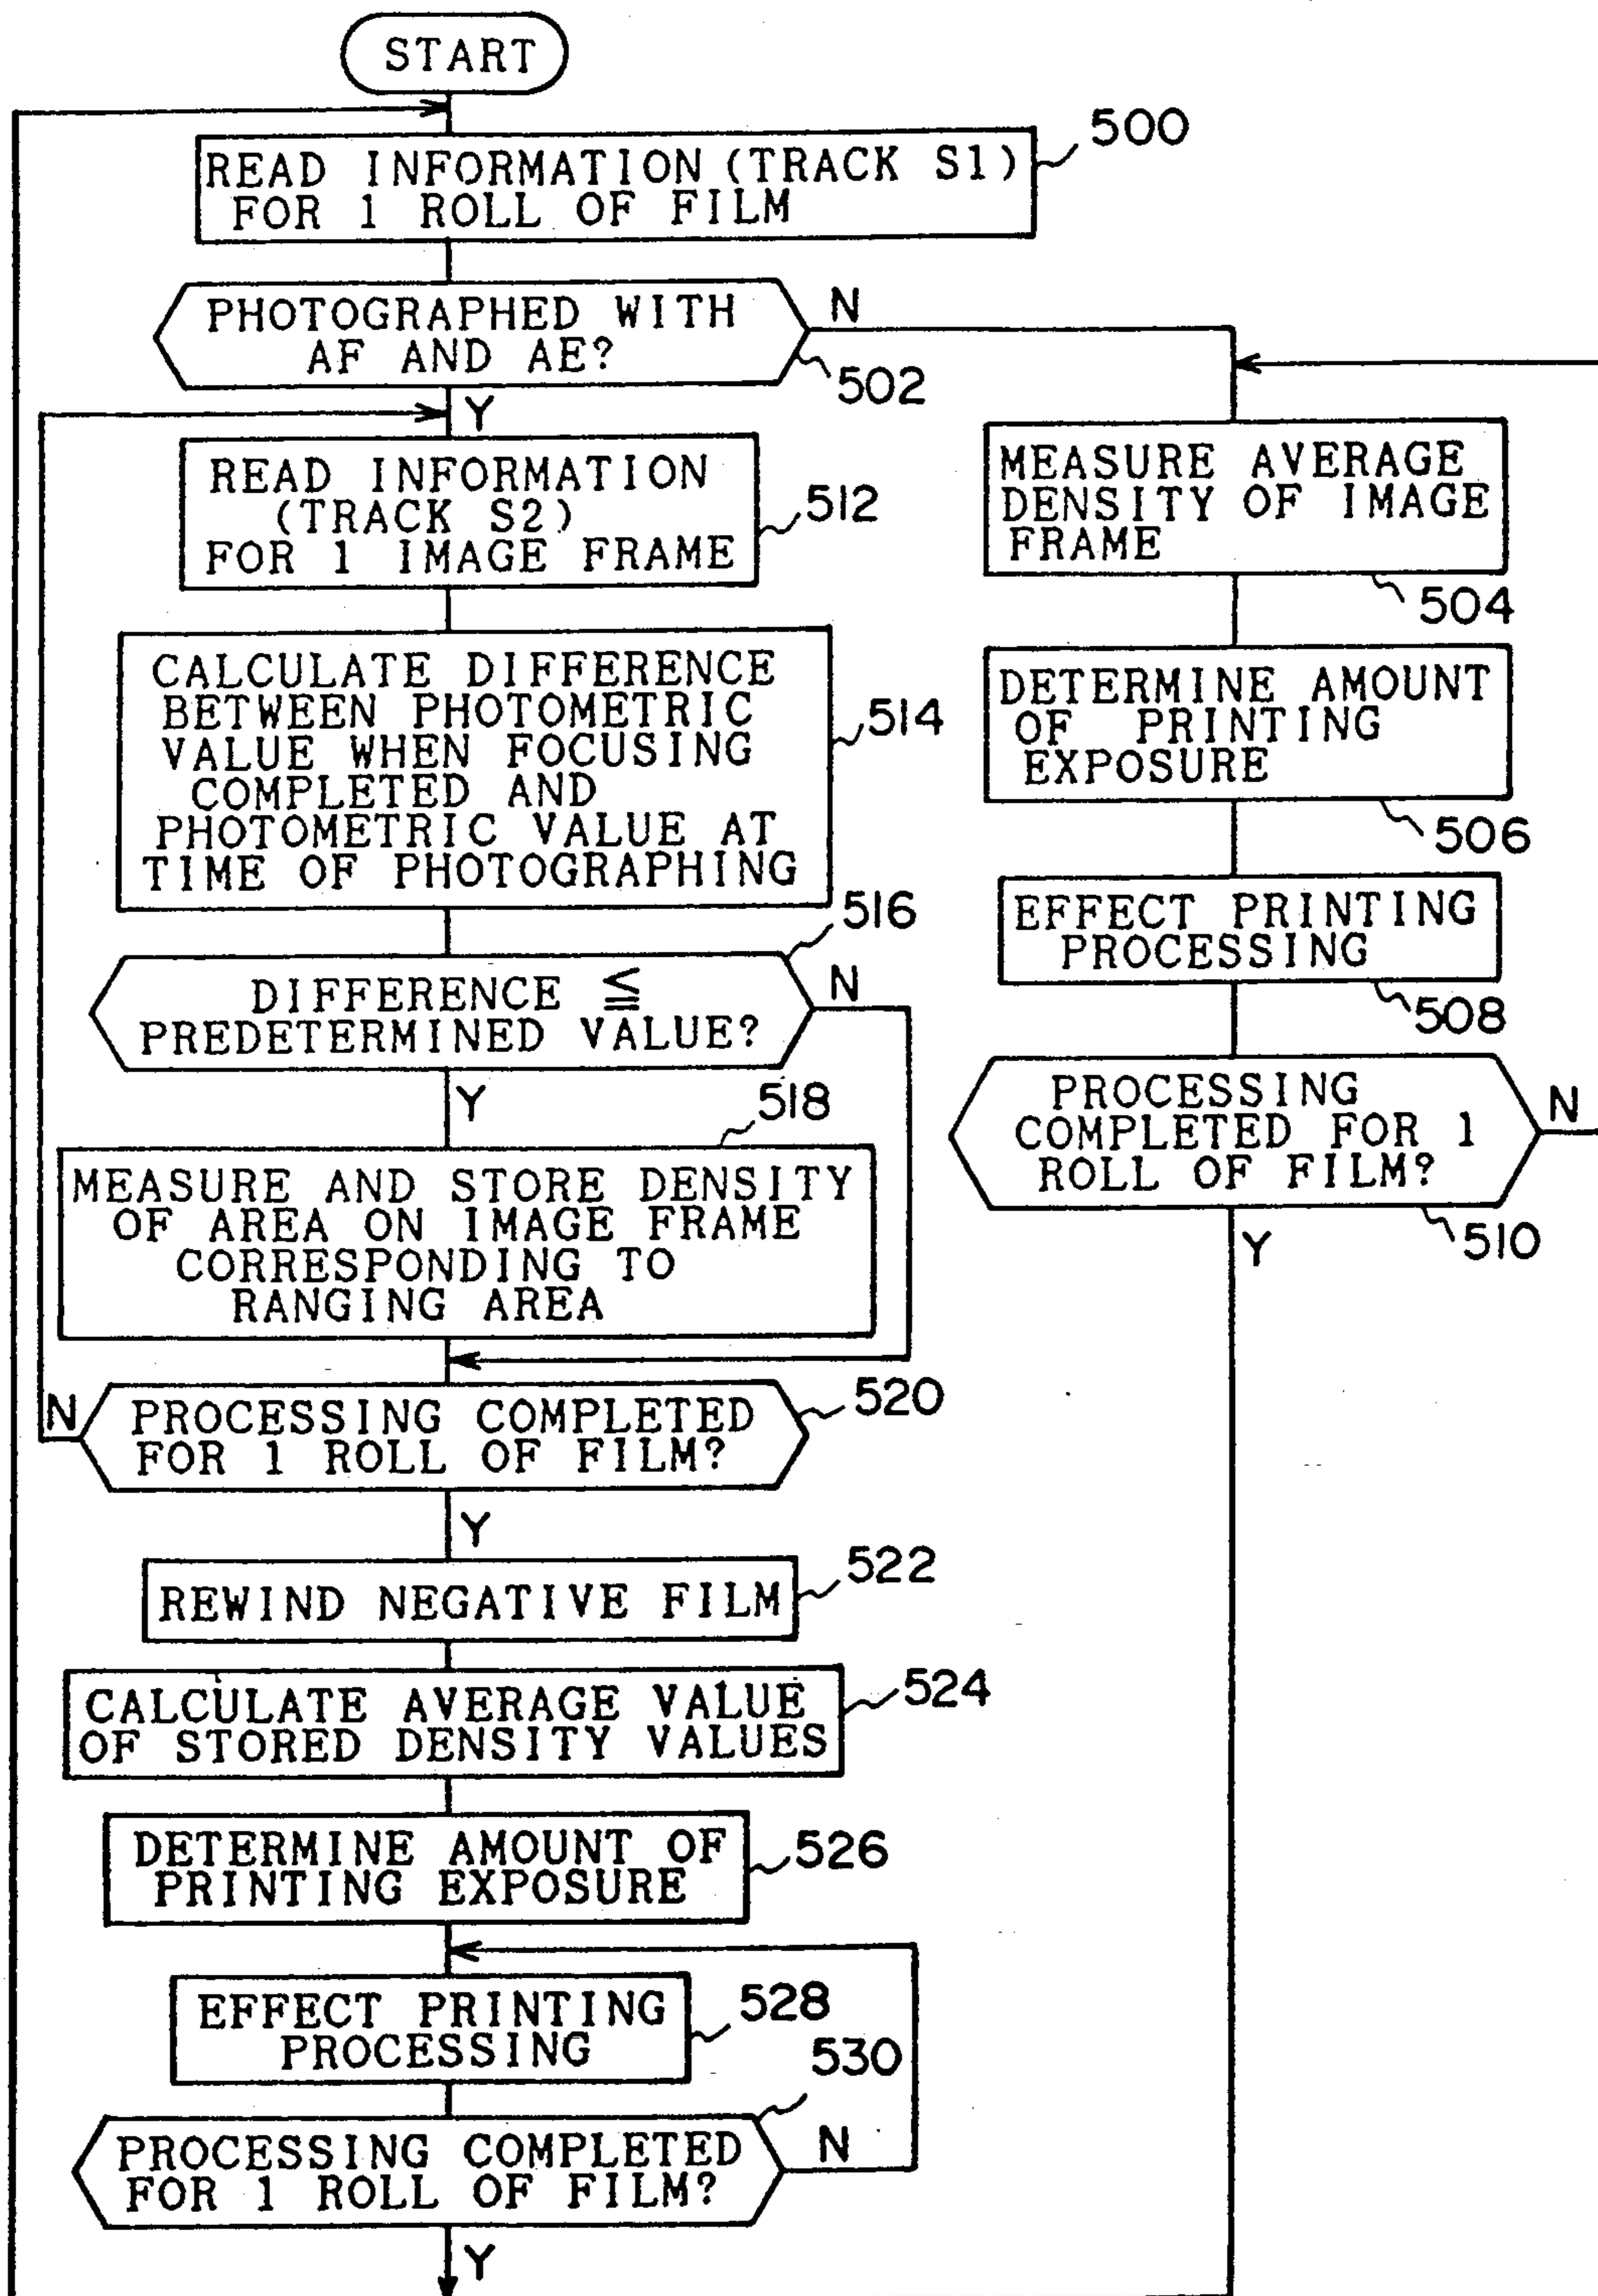 START
500
READ INFORMATION (TRACK S1)
FOR 1 ROLL OF FILM
PHOTOGRAPHED WITH
AF AND AE?
N
502
Y
READ INFORMATION
(TRACK S2)
FOR 1 IMAGE FRAME
512
CALCULATE DIFFERENCE
BETWEEN PHOTOMETRIC
VALUE WHEN FOCUSING
COMPLETED AND
PHOTOMETRIC VALUE AT
TIME OF PHOTOGRAPHING
514
516
DIFFERENCE ≦
PREDETERMINED VALUE?
N
Y
518
MEASURE AND STORE DENSITY
OF AREA ON IMAGE FRAME
CORRESPONDING TO
RANGING AREA
N
PROCESSING COMPLETED
FOR 1 ROLL OF FILM?
520
Y
REWIND NEGATIVE FILM
522
CALCULATE AVERAGE VALUE
OF STORED DENSITY VALUES
524
DETERMINE AMOUNT OF
PRINTING EXPOSURE
526
EFFECT PRINTING
PROCESSING
528
530
PROCESSING COMPLETED
FOR 1 ROLL OF FILM?
N
Y
MEASURE AVERAGE
DENSITY OF IMAGE
FRAME
504
DETERMINE AMOUNT
OF PRINTING
EXPOSURE
506
EFFECT PRINTING
PROCESSING
508
PROCESSING
COMPLETED FOR 1
ROLL OF FILM?
N
510
Y